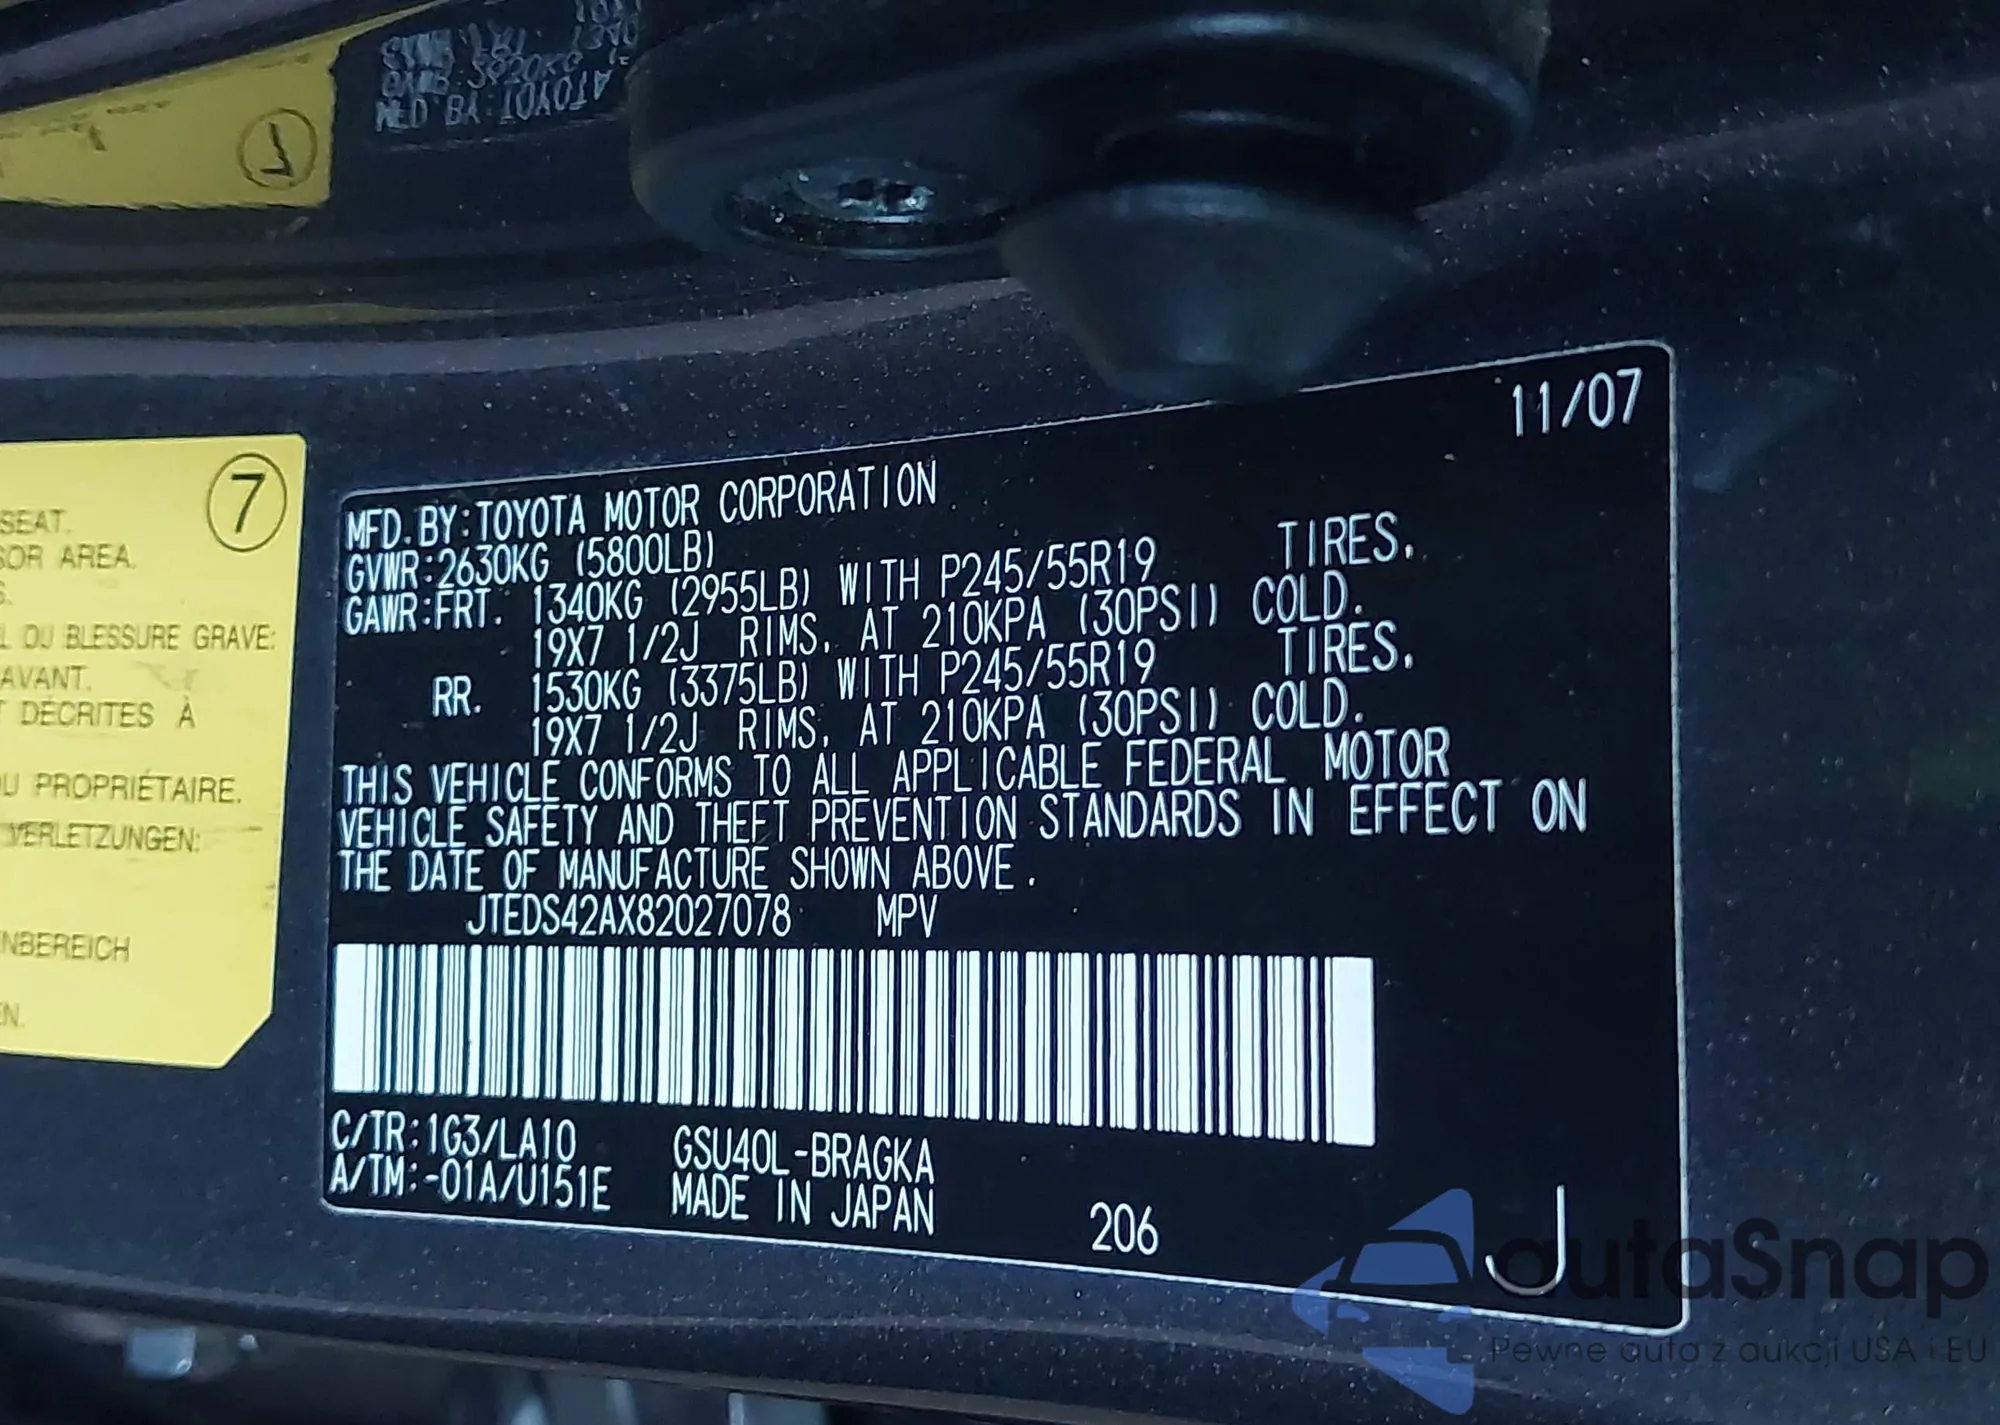 7
SEAT.
SOR AREA.
S.
L OU BLESSURE GRAVE:
AVANT.
T DÉCRITES À
U PROPRIÉTAIRE.
VERLETZUNGEN:
NBEREICH
EN.
11/07
MFD. BY:TOYOTA MOTOR CORPORATION
GVWR:2630KG (5800LB)
GAWR:FRT. 1340KG (2955LB) WITH P245/55R19 TIRES.
19X7 1/2J RIMS, AT 210KPA (30PSI) COLD.
RR. 1530KG (3375LB) WITH P245/55R19 TIRES.
19X7 1/2J RIMS, AT 210KPA (30PSI) COLD.
THIS VEHICLE CONFORMS TO ALL APPLICABLE FEDERAL MOTOR
VEHICLE SAFETY AND THEFT PREVENTION STANDARDS IN EFFECT ON
THE DATE OF MANUFACTURE SHOWN ABOVE.
JTEDS42AX82027078 MPV
C/TR:1G3/LA10 GSU40L-BRAGKA
A/TM:-01A/U151E MADE IN JAPAN
206
J
autaSnap
Pewne auta z aukcji USA i EU